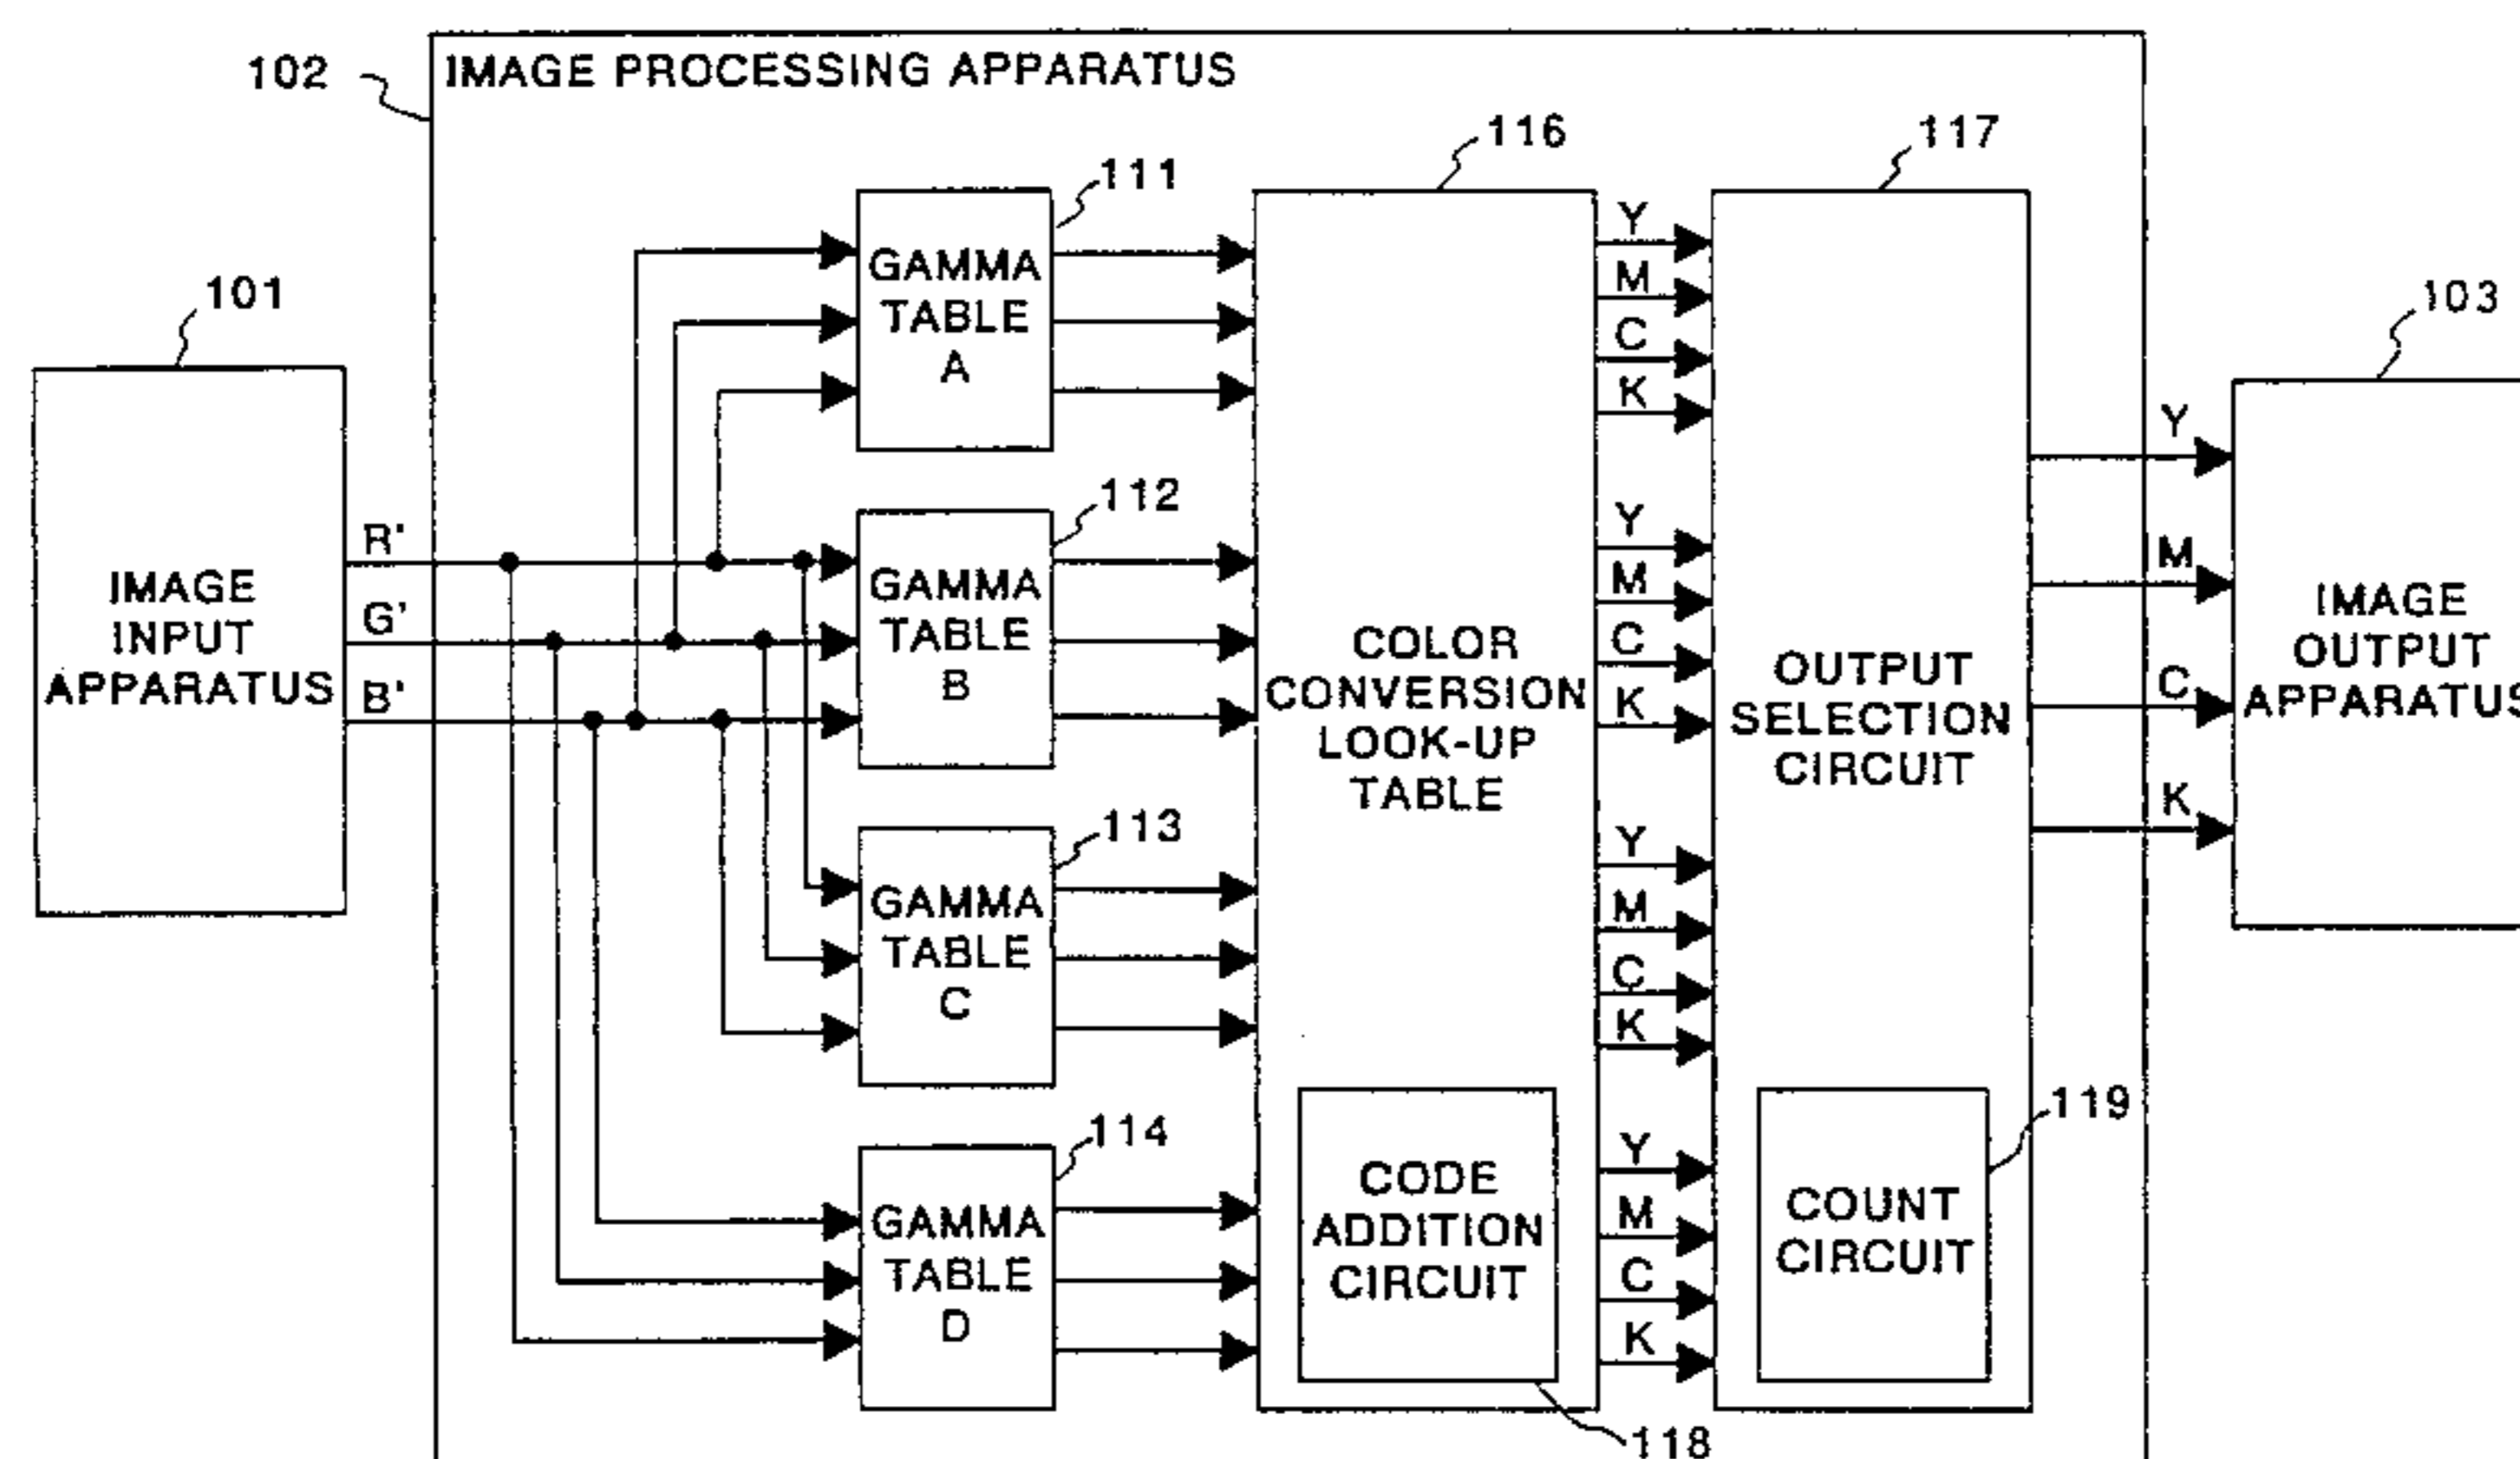 102
IMAGE PROCESSING APPARATUS
116
117
111
101
103
GAMMA
TABLE
A
Y
M
C
K
112
R'
G'
B'
IMAGE
INPUT
APPARATUS
GAMMA
TABLE
B
Y
M
C
K
COLOR
CONVERSION
LOOK-UP
TABLE
OUTPUT
SELECTION
CIRCUIT
Y
M
C
K
IMAGE
OUTPUT
APPARATUS
113
GAMMA
TABLE
C
Y
M
C
K
114
GAMMA
TABLE
D
CODE
ADDITION
CIRCUIT
Y
M
C
K
COUNT
CIRCUIT
119
118